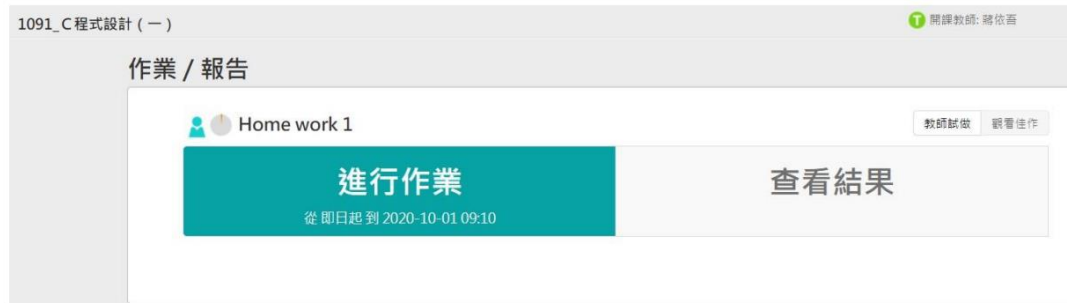 1091_C程式設計(一)
T 開課教師: 蔣依吾
作業 / 報告
Home work 1
教師試做 觀看佳作
進行作業
從 即日起 到 2020-10-01 09:10
查看結果